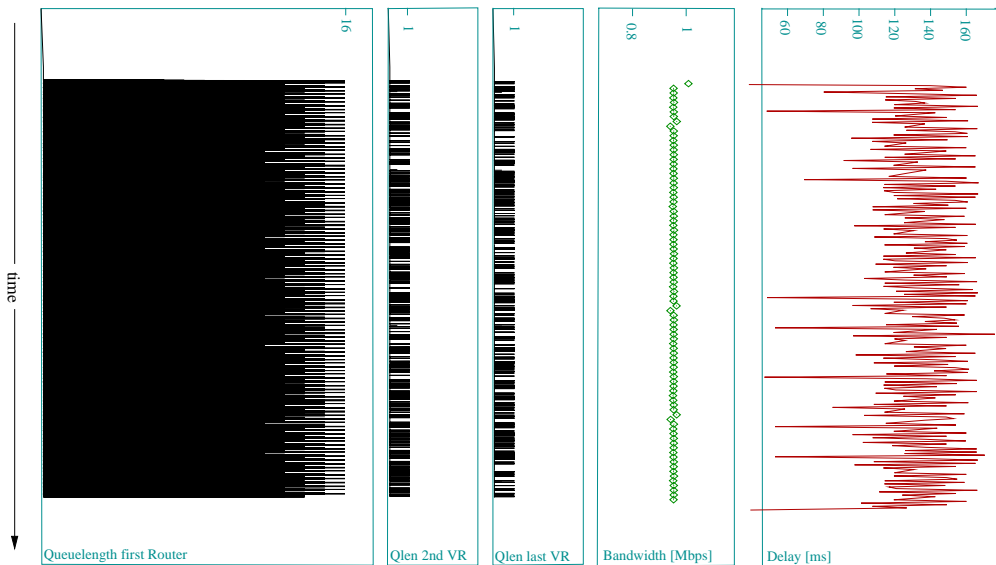 16
1
1
0.8
1
60
80
100
120
140
160
time
Queuelength first Router
Qlen 2nd VR
Qlen last VR
Bandwidth [Mbps]
Delay [ms]